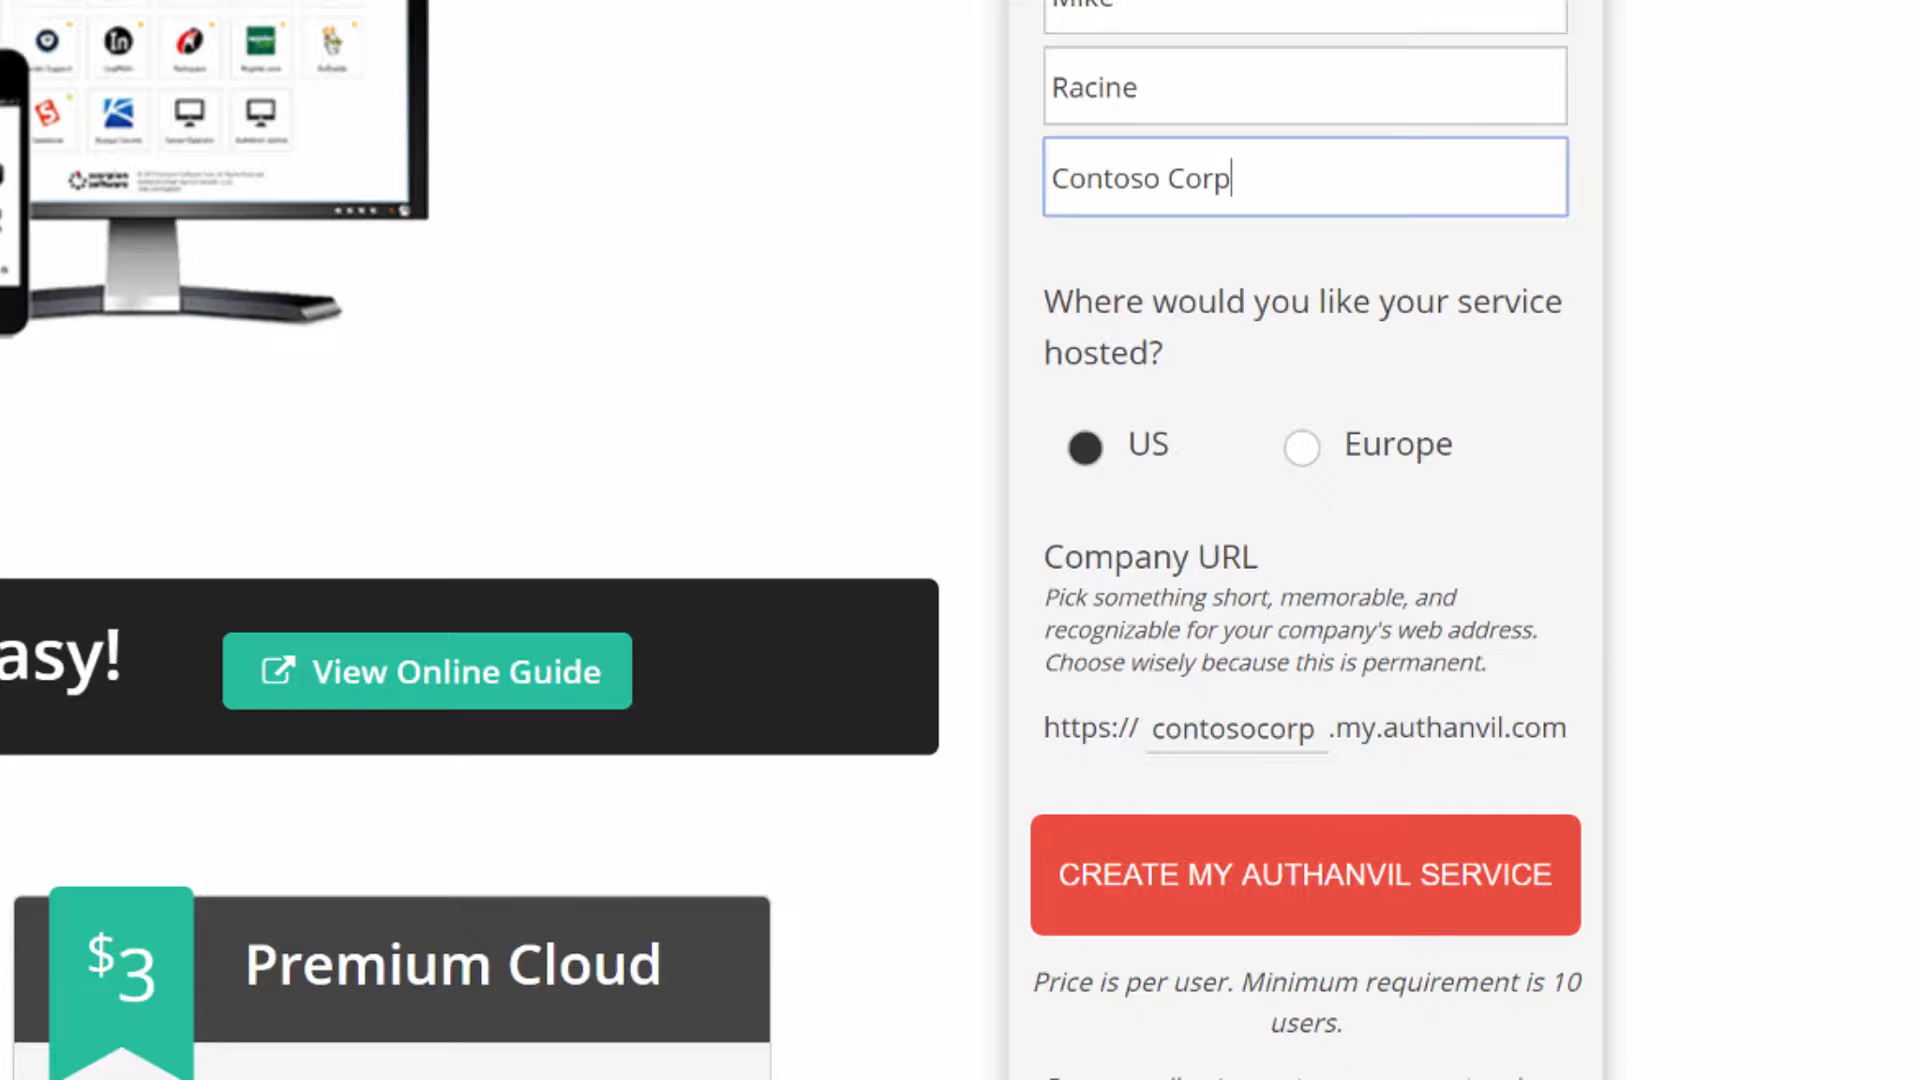 Mike
Racine
Contoso Corp
Where would you like your service
hosted?
US
Europe
Company URL
Pick something short, memorable, and
recognizable for your company's web address.
Choose wisely because this is permanent.
https:// contosocorp .my.authanvil.com
CREATE MY AUTHANVIL SERVICE
Price is per user. Minimum requirement is 10
users.
asy!
View Online Guide
$3
Premium Cloud